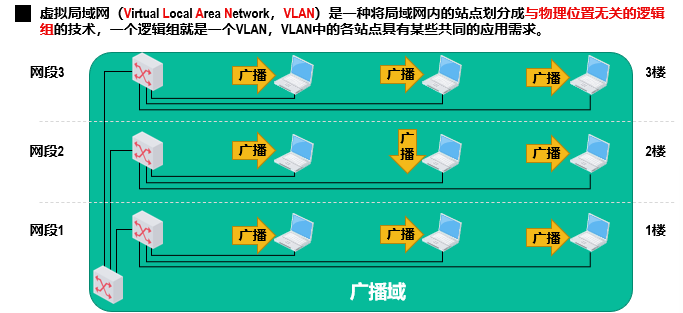 虚拟局域网（Virtual Local Area Network，VLAN）是一种将局域网内的站点划分成与物理位置无关的逻辑
组的技术，一个逻辑组就是一个VLAN，VLAN中的各站点具有某些共同的应用需求。
网段3 广播 广播 广播 3楼
网段2 广播 广播 广播 2楼
网段1 广播 广播 广播 1楼
广播域